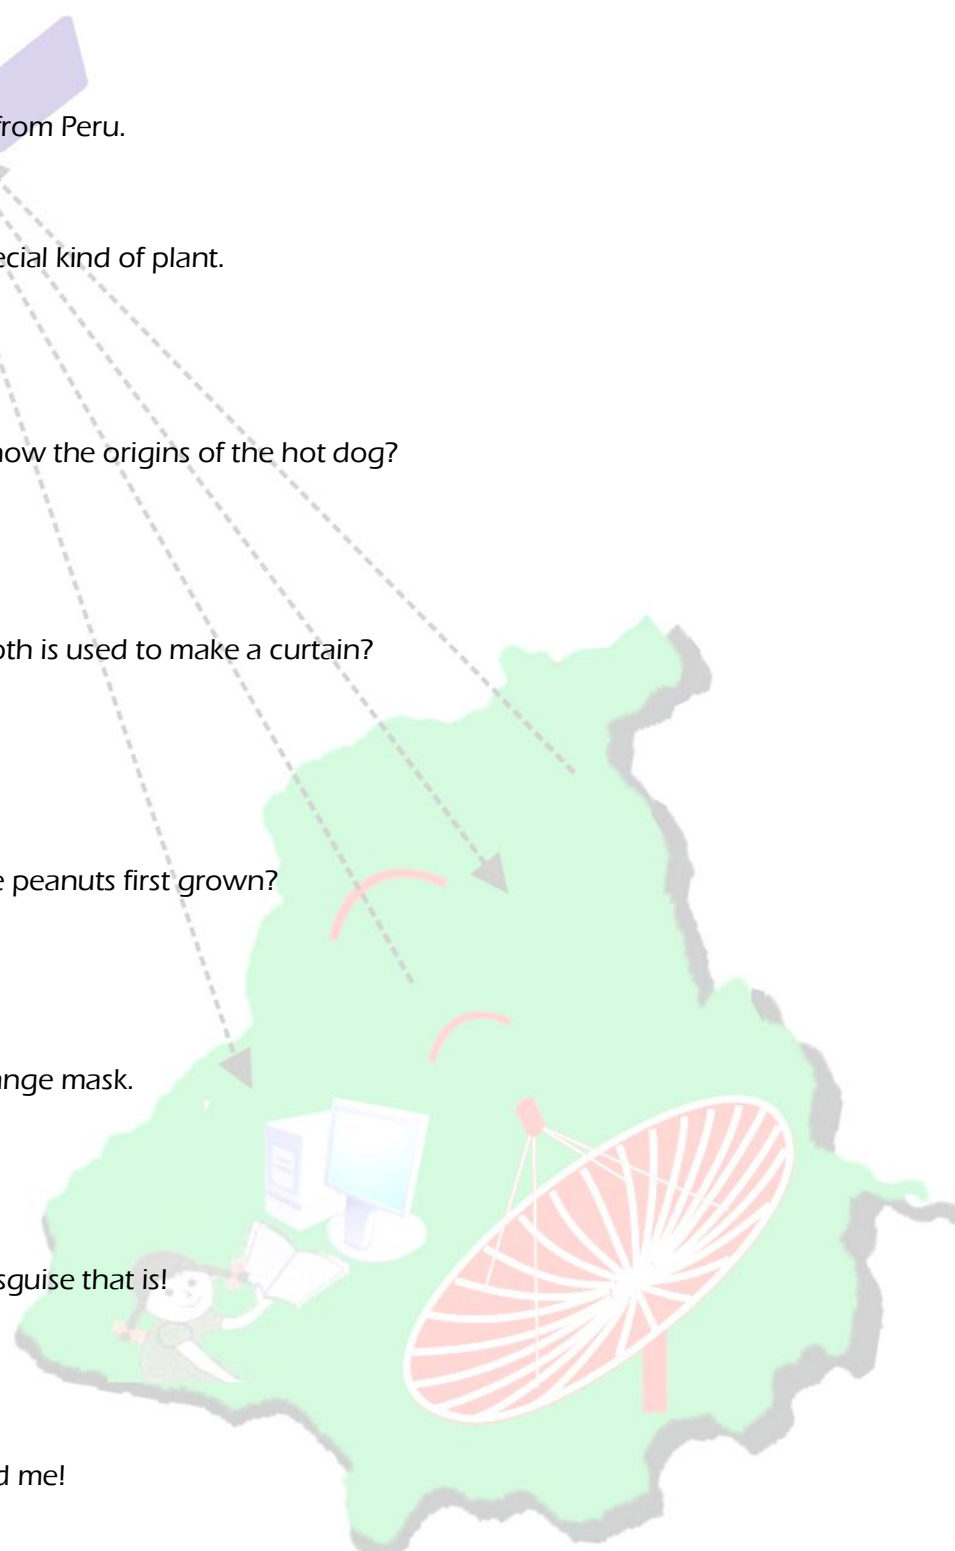 from Peru.
ecial kind of plant.
now the origins of the hot dog?
oth is used to make a curtain?
e peanuts first grown?
ange mask.
sguise that is!
d me!